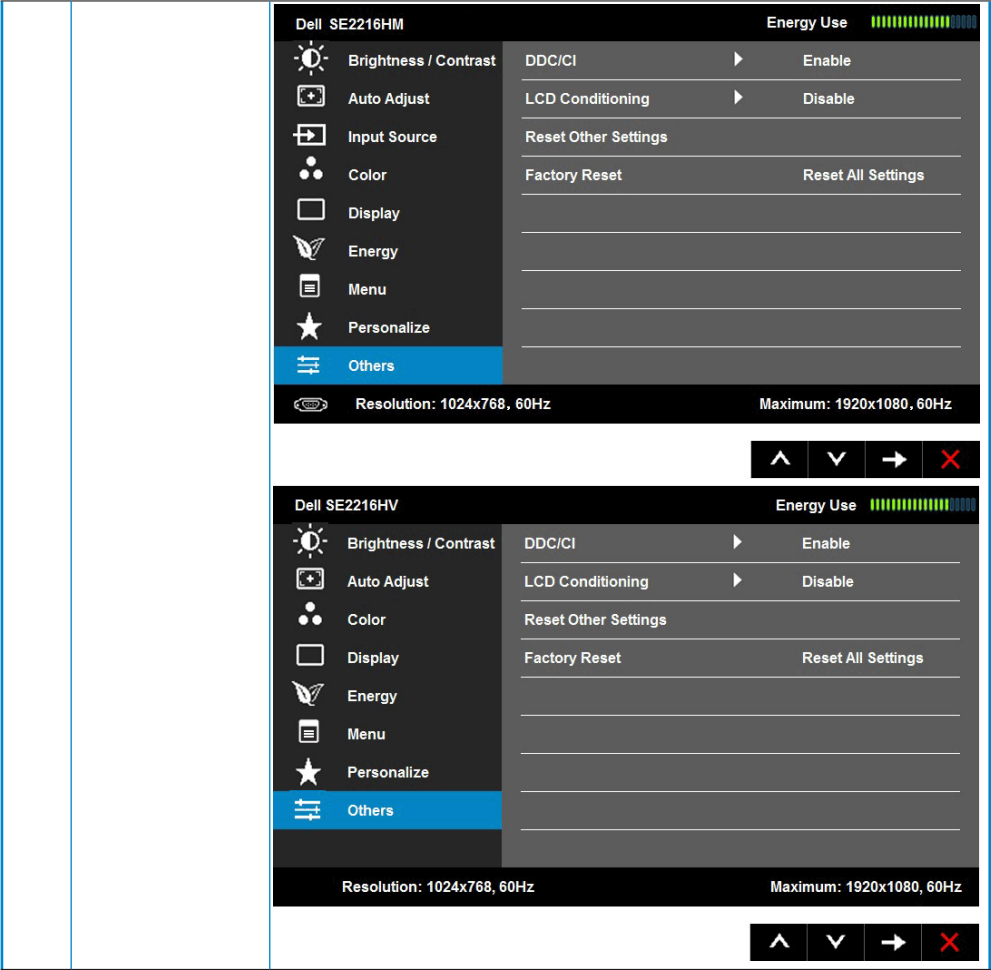 Dell SE2216HM Energy Use
Brightness / Contrast DDC/CI Enable
Auto Adjust LCD Conditioning Disable
Input Source Reset Other Settings
Color Factory Reset Reset All Settings
Display
Energy
Menu
Personalize
Others
Resolution: 1024x768, 60Hz Maximum: 1920x1080, 60Hz
Dell SE2216HV Energy Use
Brightness / Contrast DDC/CI Enable
Auto Adjust LCD Conditioning Disable
Color Reset Other Settings
Display Factory Reset Reset All Settings
Energy
Menu
Personalize
Others
Resolution: 1024x768, 60Hz Maximum: 1920x1080, 60Hz